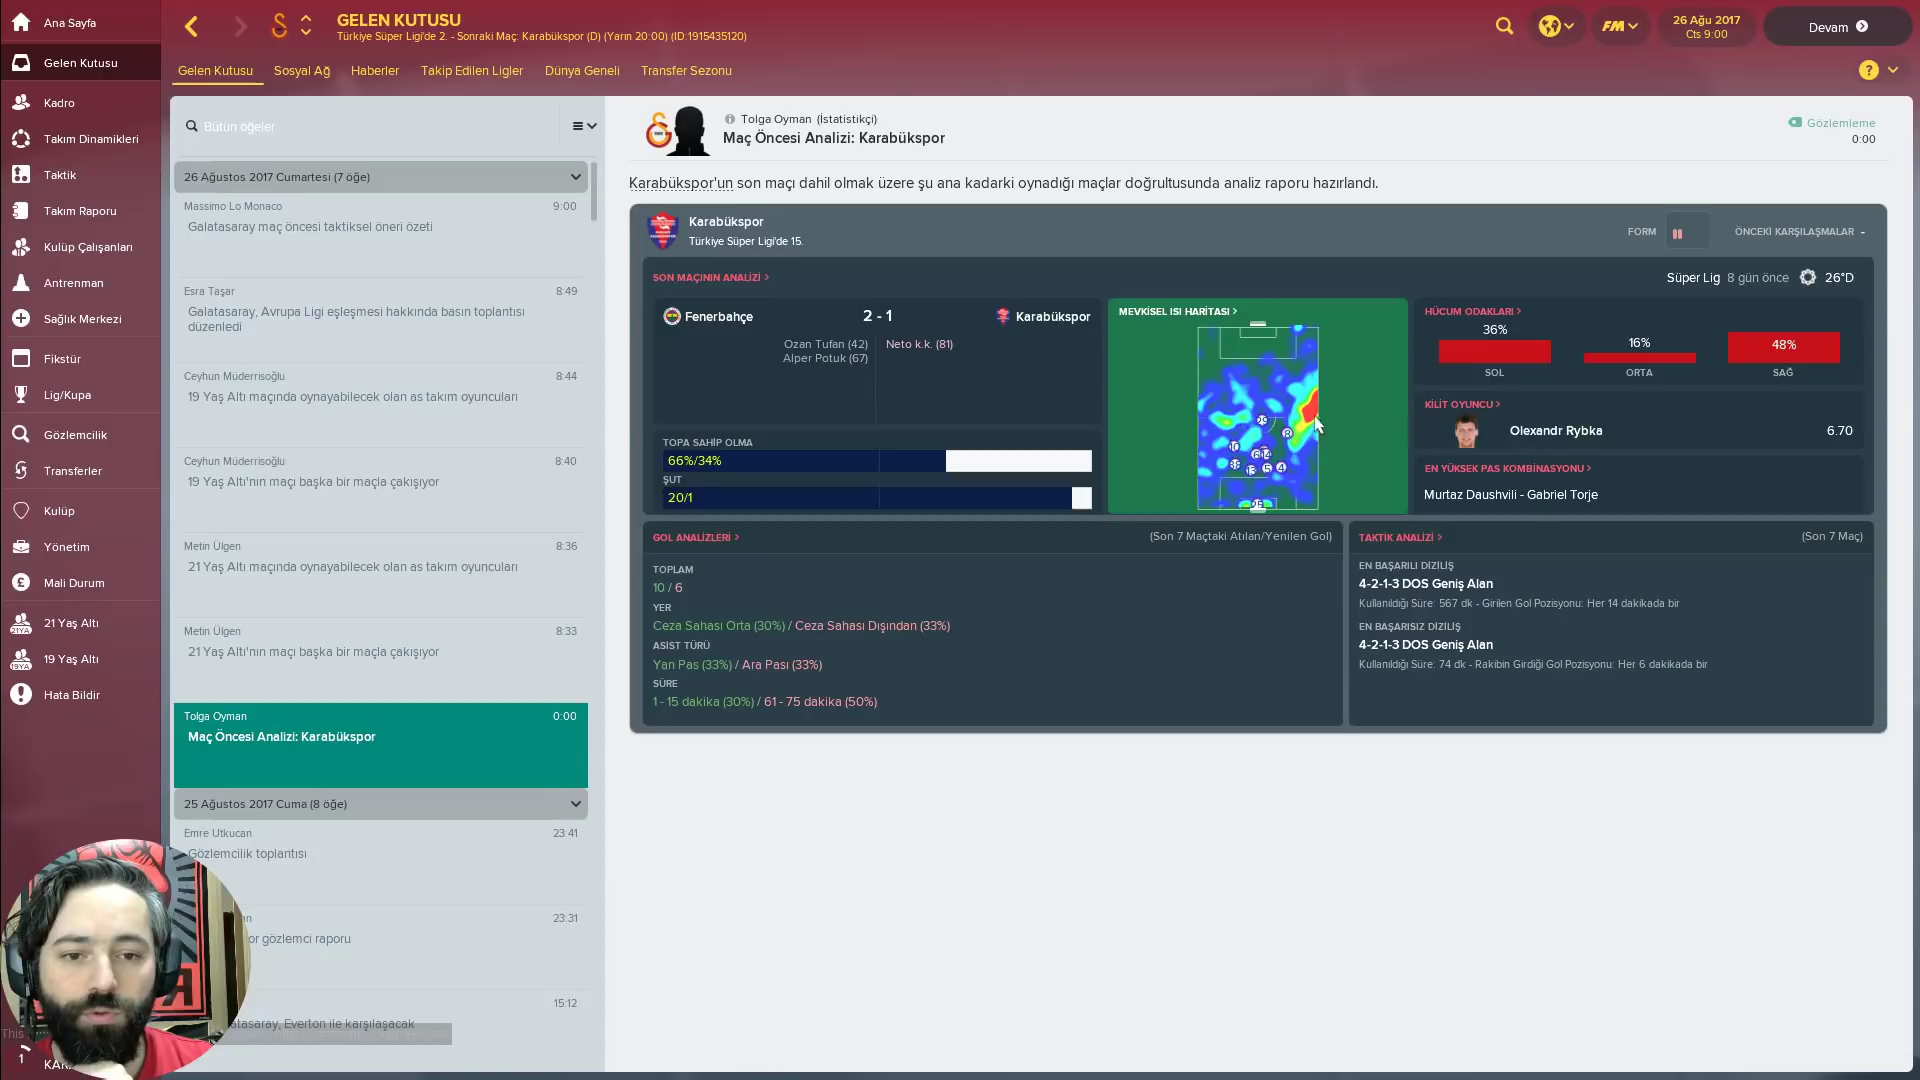 Ana Sayfa
Gelen Kutusu
Kadro
Takım Dinamikleri
Taktik
Takım Raporu
Kulüp Çalışanları
Antrenman
Sağlık Merkezi
Fikstür
Lig/Kupa
Gözlemcilik
Transferler
Kulüp
Yönetim
Mali Durum
21YA
21 Yaş Altı
19YA
19 Yaş Altı
Hata Bildir
This
1
GELEN KUTUSU
Türkiye Süper Ligi'de 2. - Sonraki Maç: Karabükspor (D) (Yarın 20:00) (ID:1915435120)
FM
26 Ağu 2017
Cts 9:00
Devam
Gelen Kutusu
Sosyal Ağ
Haberler
Takip Edilen Ligler
Dünya Geneli
Transfer Sezonu
?
Bütün öğeler
26 Ağustos 2017 Cumartesi (7 öğe)
Massimo Lo Monaco 9:00
Galatasaray maç öncesi taktiksel öneri özeti
Esra Taşar 8:49
Galatasaray, Avrupa Ligi eşleşmesi hakkında basın toplantısı
düzenledi
Ceyhun Müderrisoğlu 8:44
19 Yaş Altı maçında oynayabilecek olan as takım oyuncuları
Ceyhun Müderrisoğlu 8:40
19 Yaş Altı'nın maçı başka bir maçla çakışıyor
Metin Ülgen 8:36
21 Yaş Altı maçında oynayabilecek olan as takım oyuncuları
Metin Ülgen 8:33
21 Yaş Altı'nın maçı başka bir maçla çakışıyor
Tolga Oyman 0:00
Maç Öncesi Analizi: Karabükspor
25 Ağustos 2017 Cuma (8 öğe)
Emre Utkucan 23:41
Gözlemcilik toplantısı
23:31
or gözlemci raporu
15:12
atasaray, Everton ile karşılaşacak
Tolga Oyman (İstatistikçi)
Maç Öncesi Analizi: Karabükspor
Gözlemleme
0:00
Karabükspor'un son maçı dahil olmak üzere şu ana kadarki oynadığı maçlar doğrultusunda analiz raporu hazırlandı.
Karabükspor
Türkiye Süper Ligi'de 15.
FORM
ÖNCEKİ KARŞILAŞMALAR -
SON MAÇININ ANALİZİ >
Süper Lig 8 gün önce 26°D
Fenerbahçe 2 - 1 Karabükspor
Ozan Tufan (42)
Alper Potuk (67)
Neto k.k. (81)
TOPA SAHİP OLMA
66%/34%
ŞUT
20/1
MEVKİSEL ISI HARİTASI >
HÜCUM ODAKLARI >
36% 16% 48%
SOL ORTA SAĞ
KİLİT OYUNCU >
Olexandr Rybka 6.70
EN YÜKSEK PAS KOMBİNASYONU >
Murtaz Daushvili - Gabriel Torje
GOL ANALİZLERİ > (Son 7 Maçtaki Atılan/Yenilen Gol)
TOPLAM
10 / 6
YER
Ceza Sahası Orta (30%) / Ceza Sahası Dışından (33%)
ASİST TÜRÜ
Yan Pas (33%) / Ara Pası (33%)
SÜRE
1 - 15 dakika (30%) / 61 - 75 dakika (50%)
TAKTİK ANALİZİ > (Son 7 Maç)
EN BAŞARILI DİZİLİŞ
4-2-1-3 DOS Geniş Alan
Kullanıldığı Süre: 567 dk - Girilen Gol Pozisyonu: Her 14 dakikada bir
EN BAŞARISIZ DİZİLİŞ
4-2-1-3 DOS Geniş Alan
Kullanıldığı Süre: 74 dk - Rakibin Girdiği Gol Pozisyonu: Her 6 dakikada bir